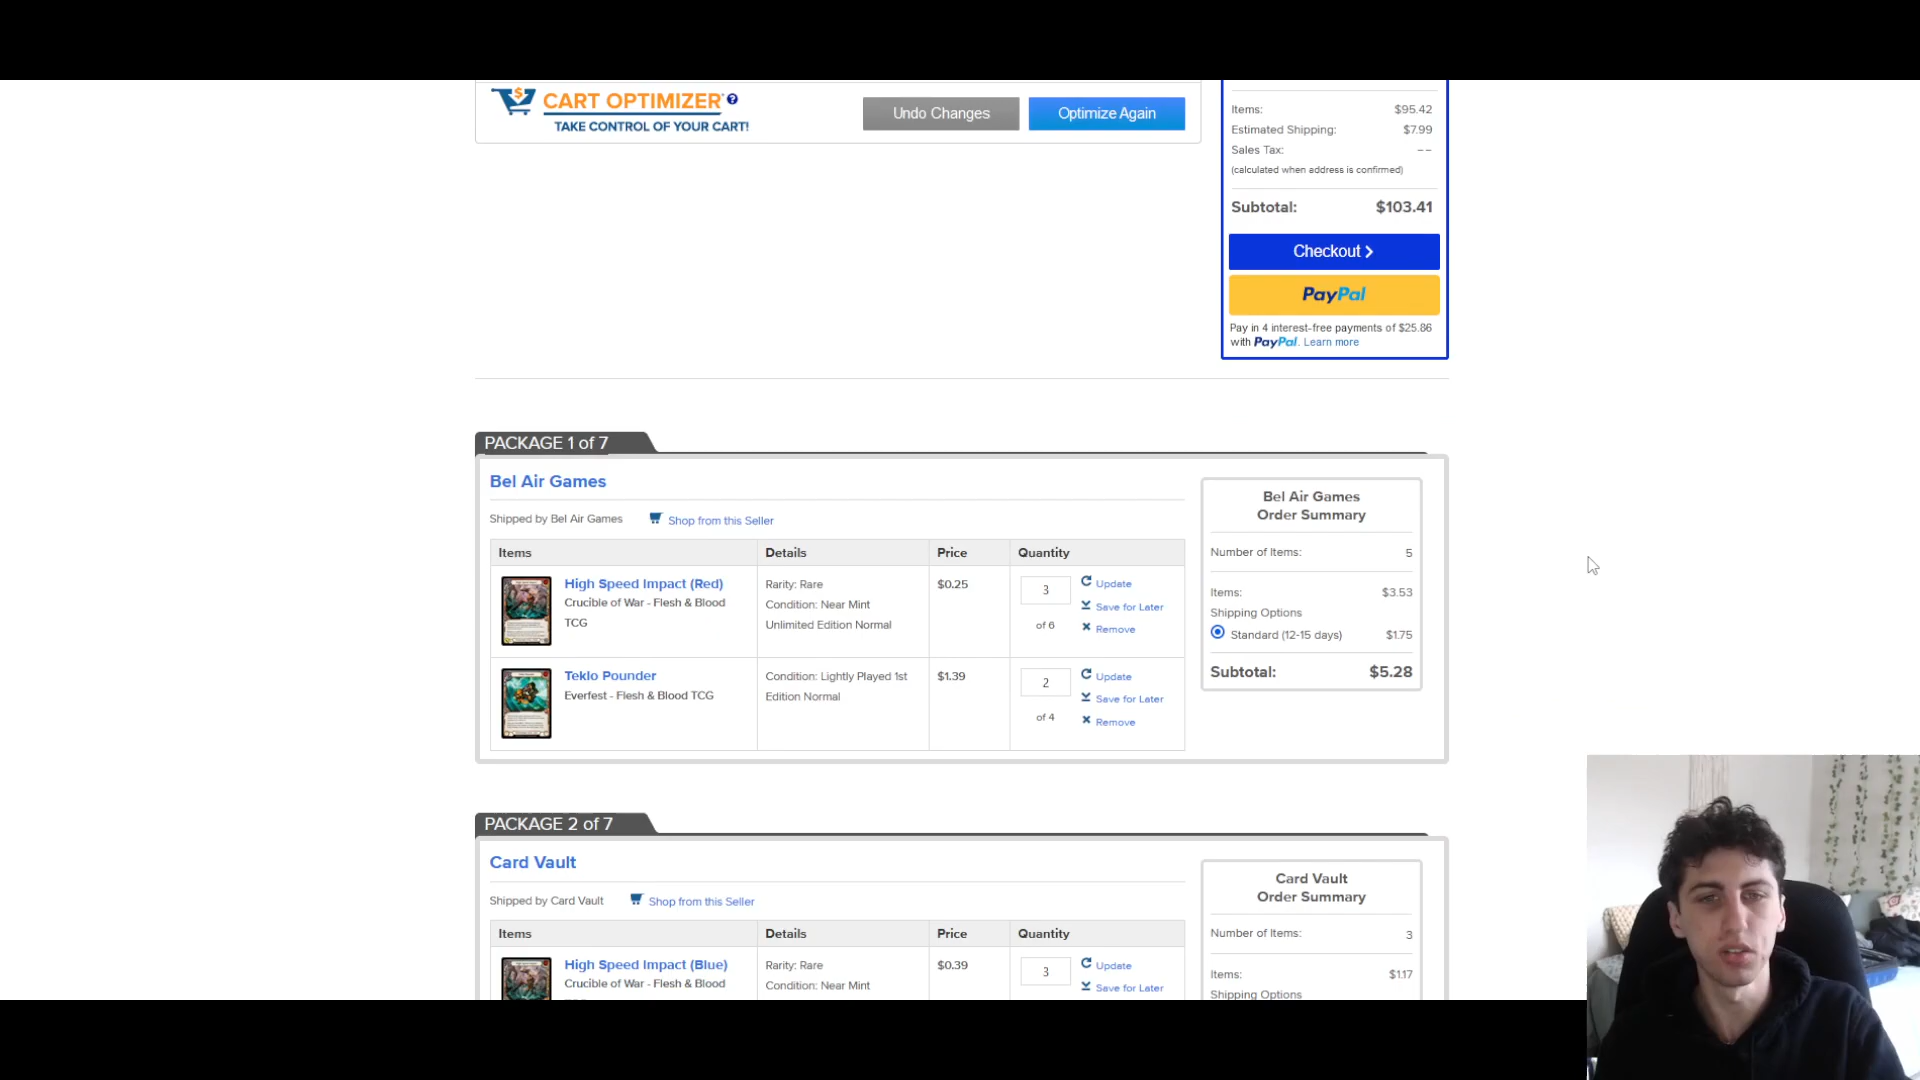 CART OPTIMIZER
TAKE CONTROL OF YOUR CART!
Undo Changes
Optimize Again
Items: $95.42
Estimated Shipping: $7.99
Sales Tax: --
(calculated when address is confirmed)
Subtotal: $103.41
Checkout
PayPal
Pay in 4 interest-free payments of $25.86
with PayPal. Learn more
PACKAGE 1 of 7
Bel Air Games
Shipped by Bel Air Games Shop from this Seller
Items Details Price Quantity
High Speed Impact (Red)
Crucible of War - Flesh & Blood
TCG
Rarity: Rare
Condition: Near Mint
Unlimited Edition Normal
$0.25
3
of 6
Update
Save for Later
Remove
Teklo Pounder
Everfest - Flesh & Blood TCG
Condition: Lightly Played 1st
Edition Normal
$1.39
2
of 4
Update
Save for Later
Remove
Bel Air Games
Order Summary
Number of Items: 5
Items: $3.53
Shipping Options
Standard (12-15 days) $1.75
Subtotal: $5.28
PACKAGE 2 of 7
Card Vault
Shipped by Card Vault Shop from this Seller
Items Details Price Quantity
High Speed Impact (Blue)
Crucible of War - Flesh & Blood
Rarity: Rare
Condition: Near Mint
$0.39
3
Update
Save for Later
Card Vault
Order Summary
Number of Items: 3
Items: $1.17
Shipping Options